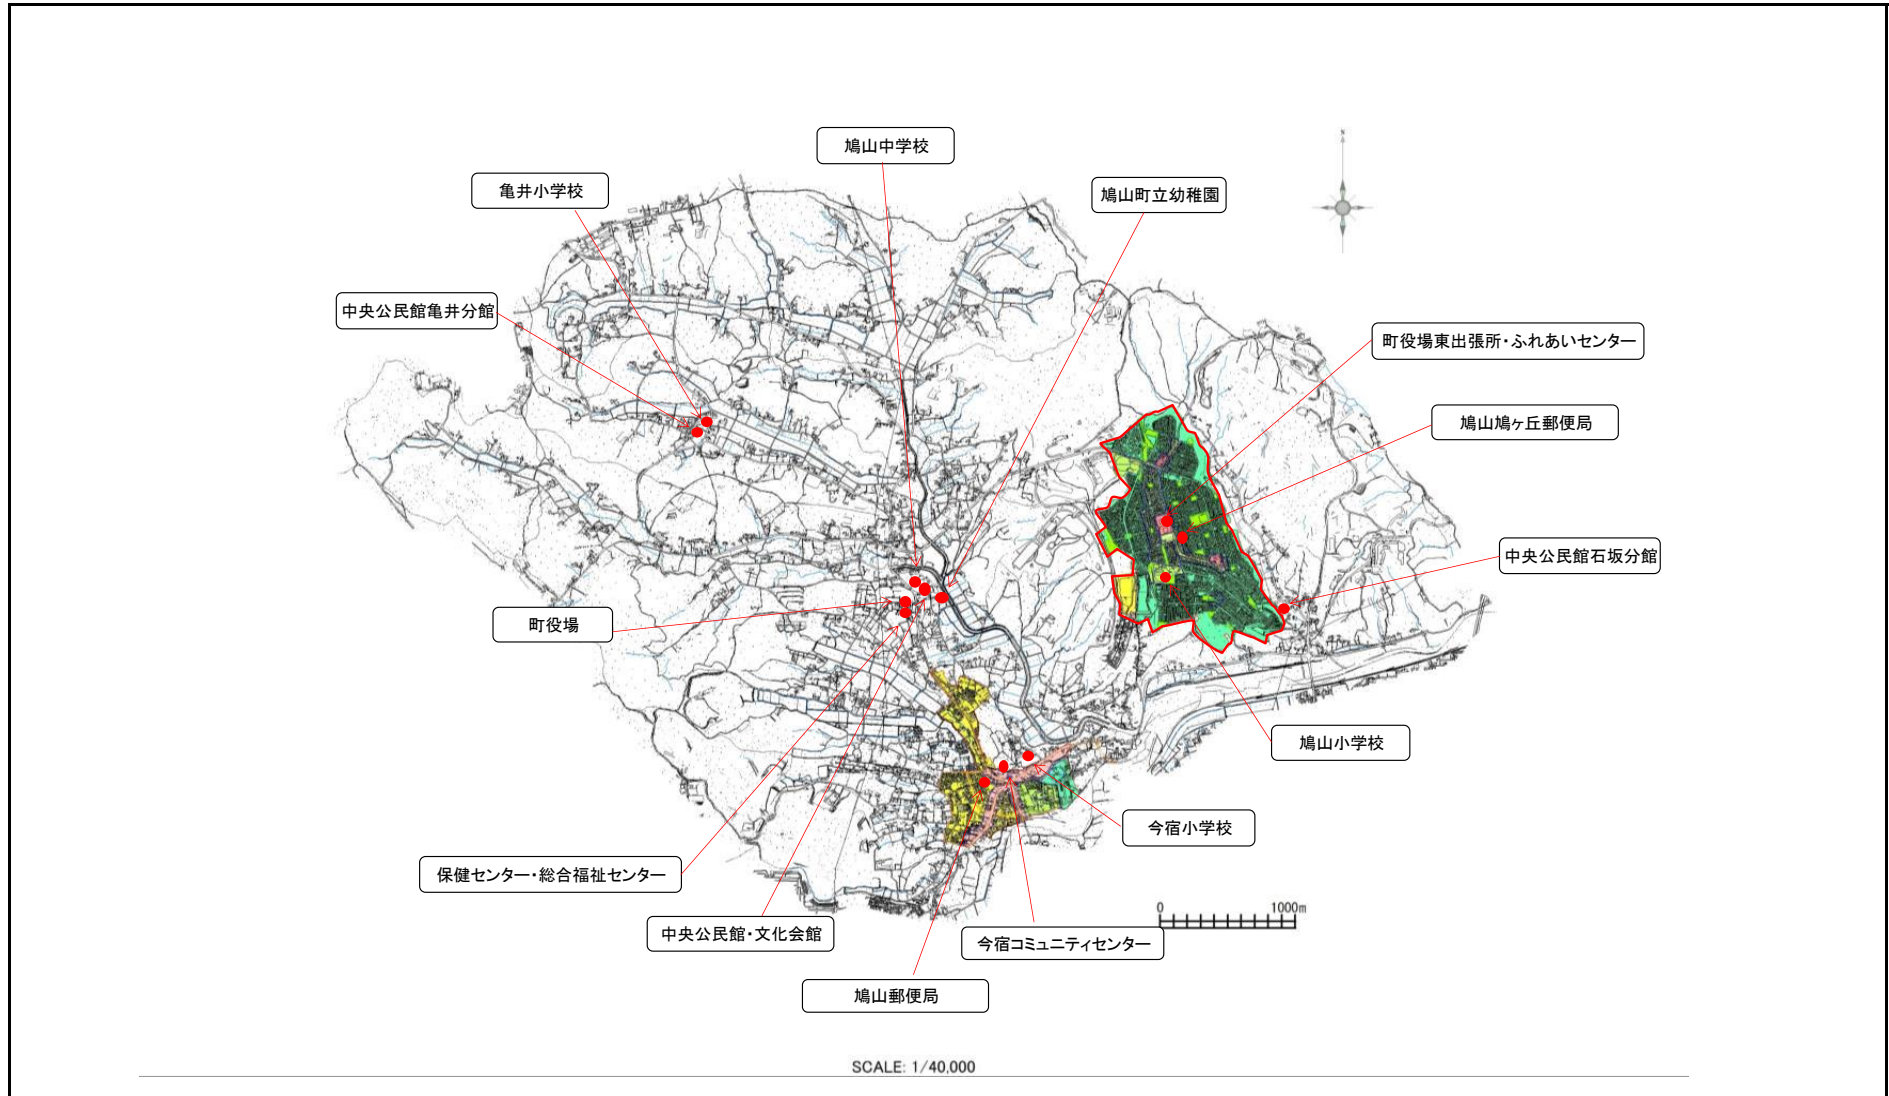 N
鳩山中学校
亀井小学校
鳩山町立幼稚園
中央公民館亀井分館
町役場東出張所・ふれあいセンター
鳩山鳩ヶ丘郵便局
中央公民館石坂分館
町役場
鳩山小学校
今宿小学校
保健センター・総合福祉センター
0 1000m
中央公民館・文化会館
今宿コミュニティセンター
鳩山郵便局
SCALE: 1/40,000